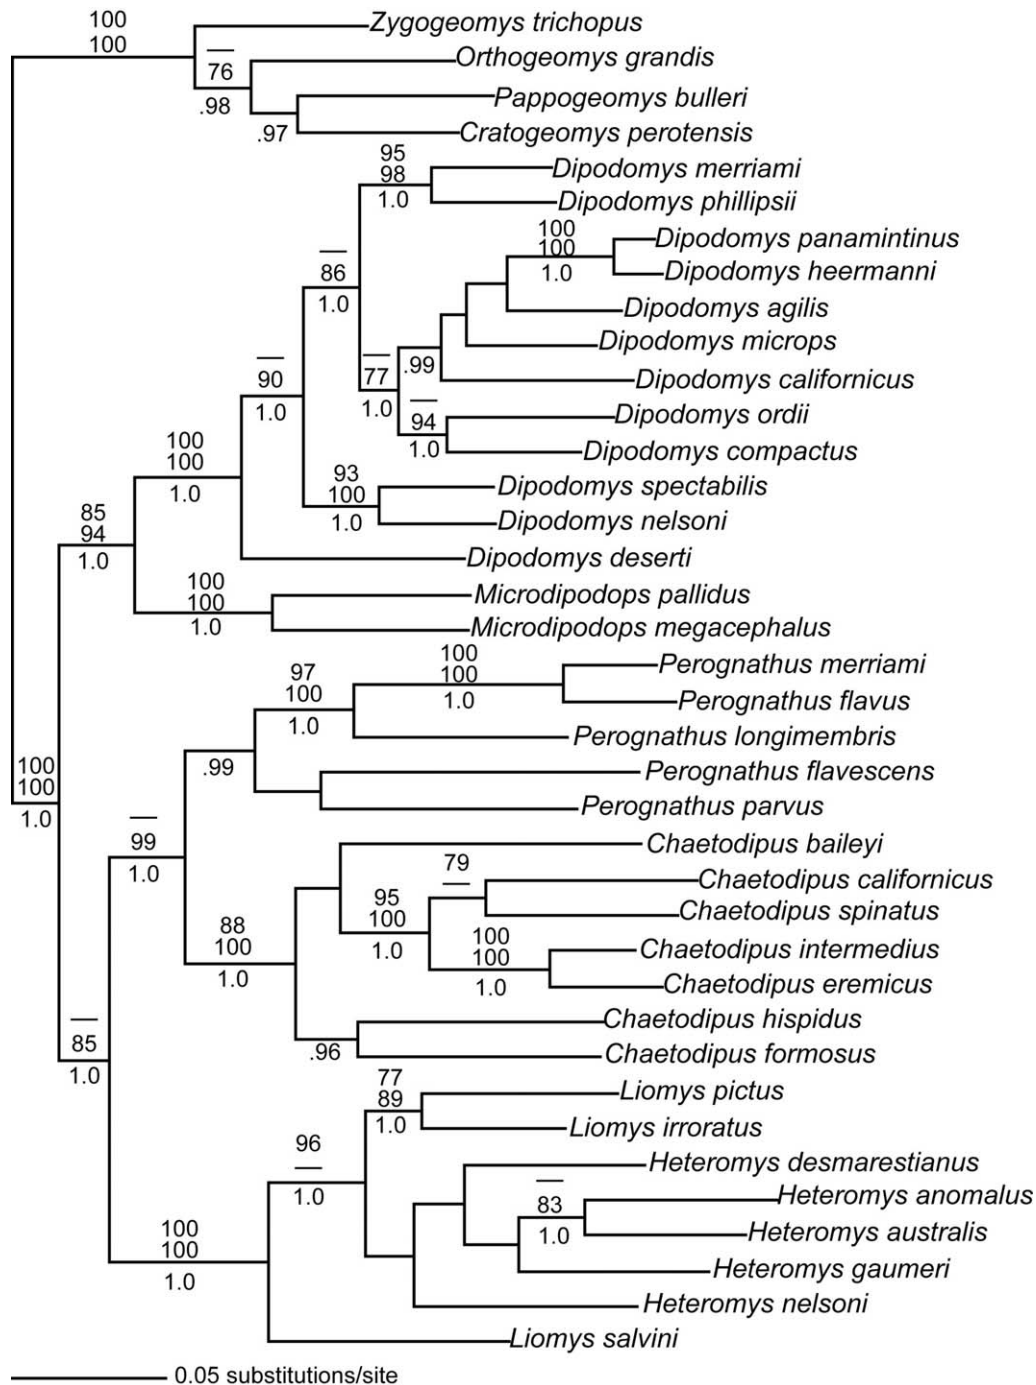 100
100
Zygogeomys trichopus
76
.98
Orthogeomys grandis
.97
Pappogeomys bulleri
Cratogeomys perotensis
95
98
1.0
Dipodomys merriami
Dipodomys phillipsii
100
100
1.0
Dipodomys panamintinus
Dipodomys heermanni
86
1.0
Dipodomys agilis
Dipodomys microps
77
1.0
.99
Dipodomys californicus
90
1.0
94
1.0
Dipodomys ordii
Dipodomys compactus
100
100
1.0
93
100
1.0
Dipodomys spectabilis
Dipodomys nelsoni
85
94
1.0
Dipodomys deserti
100
100
1.0
Microdipodops pallidus
Microdipodops megacephalus
97
100
1.0
100
100
1.0
Perognathus merriami
Perognathus flavus
Perognathus longimembris
.99
Perognathus flavescens
Perognathus parvus
100
100
1.0
99
1.0
Chaetodipus baileyi
79
Chaetodipus californicus
Chaetodipus spinatus
95
100
1.0
88
100
1.0
100
100
1.0
Chaetodipus intermedius
Chaetodipus eremicus
Chaetodipus hispidus
.96
Chaetodipus formosus
85
1.0
77
89
1.0
Liomys pictus
Liomys irroratus
96
1.0
Heteromys desmarestianus
83
1.0
Heteromys anomalus
Heteromys australis
100
100
1.0
Heteromys gaumeri
Heteromys nelsoni
Liomys salvini
0.05 substitutions/site